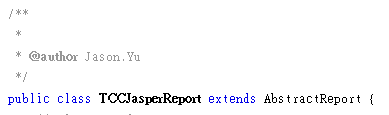 /**
 *
 * @author Jason.Yu
 */
public class TCCJasperReport extends AbstractReport {